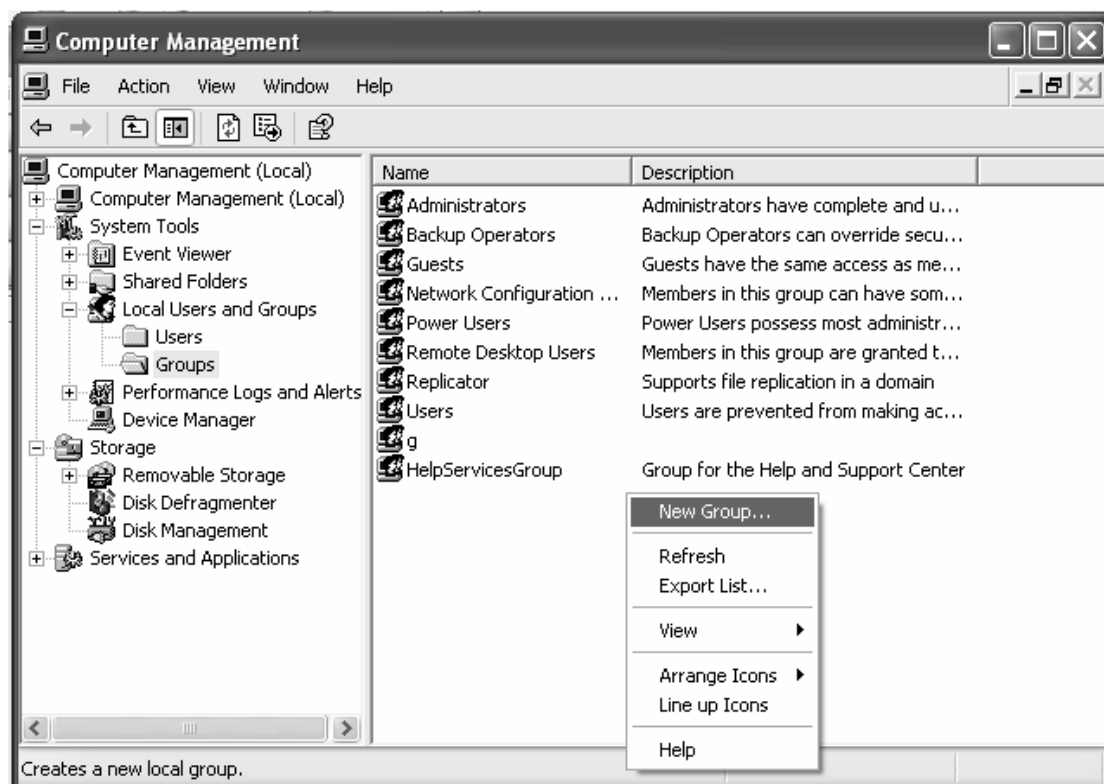 Computer Management
File Action View Window Help
Computer Management (Local)
Computer Management (Local)
System Tools
Event Viewer
Shared Folders
Local Users and Groups
Users
Groups
Performance Logs and Alerts
Device Manager
Storage
Removable Storage
Disk Defragmenter
Disk Management
Services and Applications
Name Description
Administrators Administrators have complete and u...
Backup Operators Backup Operators can override secu...
Guests Guests have the same access as me...
Network Configuration ... Members in this group can have som...
Power Users Power Users possess most administr...
Remote Desktop Users Members in this group are granted t...
Replicator Supports file replication in a domain
Users Users are prevented from making ac...
g
HelpServicesGroup Group for the Help and Support Center
New Group...
Refresh
Export List...
View
Arrange Icons
Line up Icons
Help
Creates a new local group.